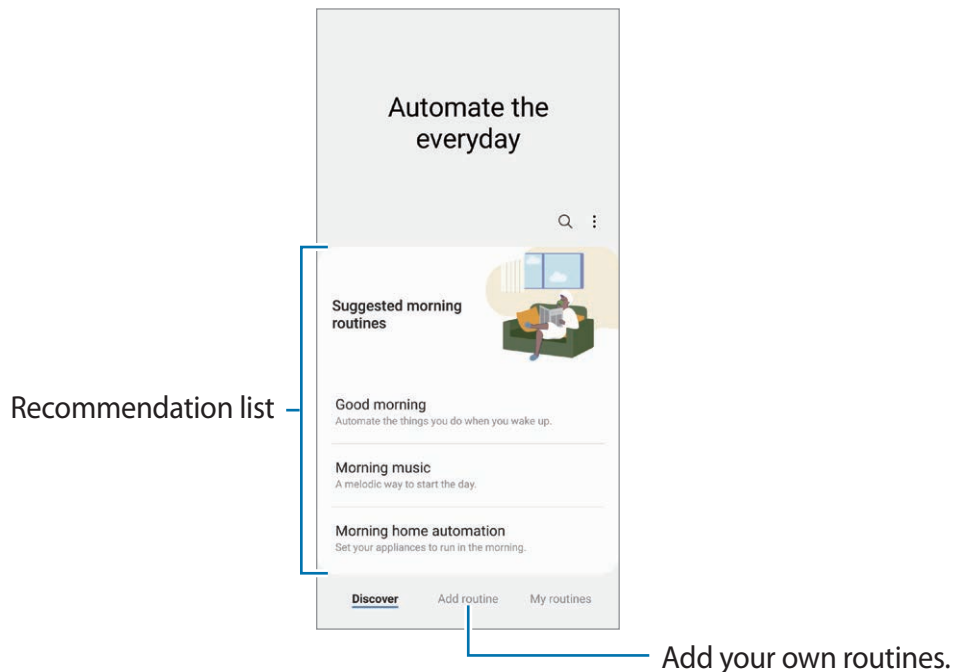 Automate the
everyday
Suggested morning
routines
Recommendation list
Good morning
Automate the things you do when you wake up.
Morning music
A melodic way to start the day.
Morning home automation
Set your appliances to run in the morning.
Discover Add routine My routines
Add your own routines.